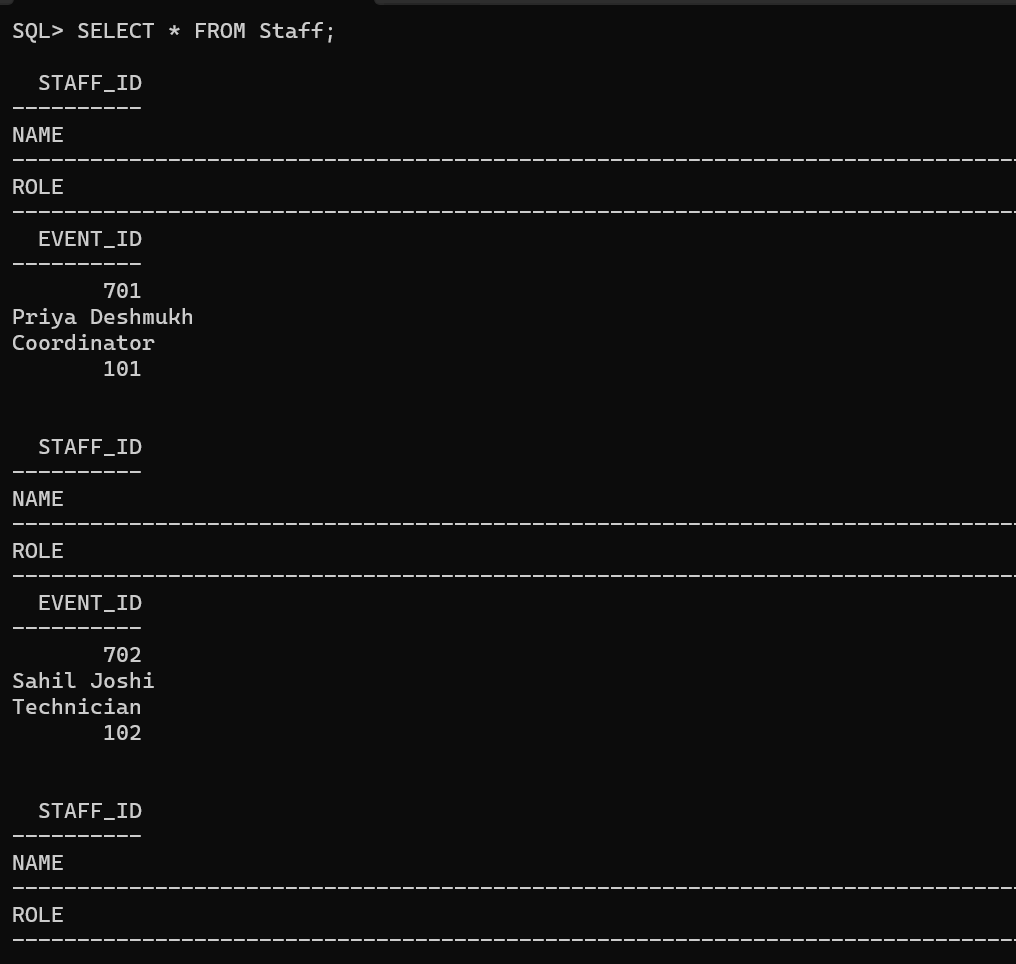 SQL> SELECT * FROM Staff;
  STAFF_ID
----------
NAME
--------------------------------------------------------------------------------
ROLE
--------------------------------------------------------------------------------
  EVENT_ID
----------
       701
Priya Deshmukh
Coordinator
       101
  STAFF_ID
----------
NAME
--------------------------------------------------------------------------------
ROLE
--------------------------------------------------------------------------------
  EVENT_ID
----------
       702
Sahil Joshi
Technician
       102
  STAFF_ID
----------
NAME
--------------------------------------------------------------------------------
ROLE
--------------------------------------------------------------------------------